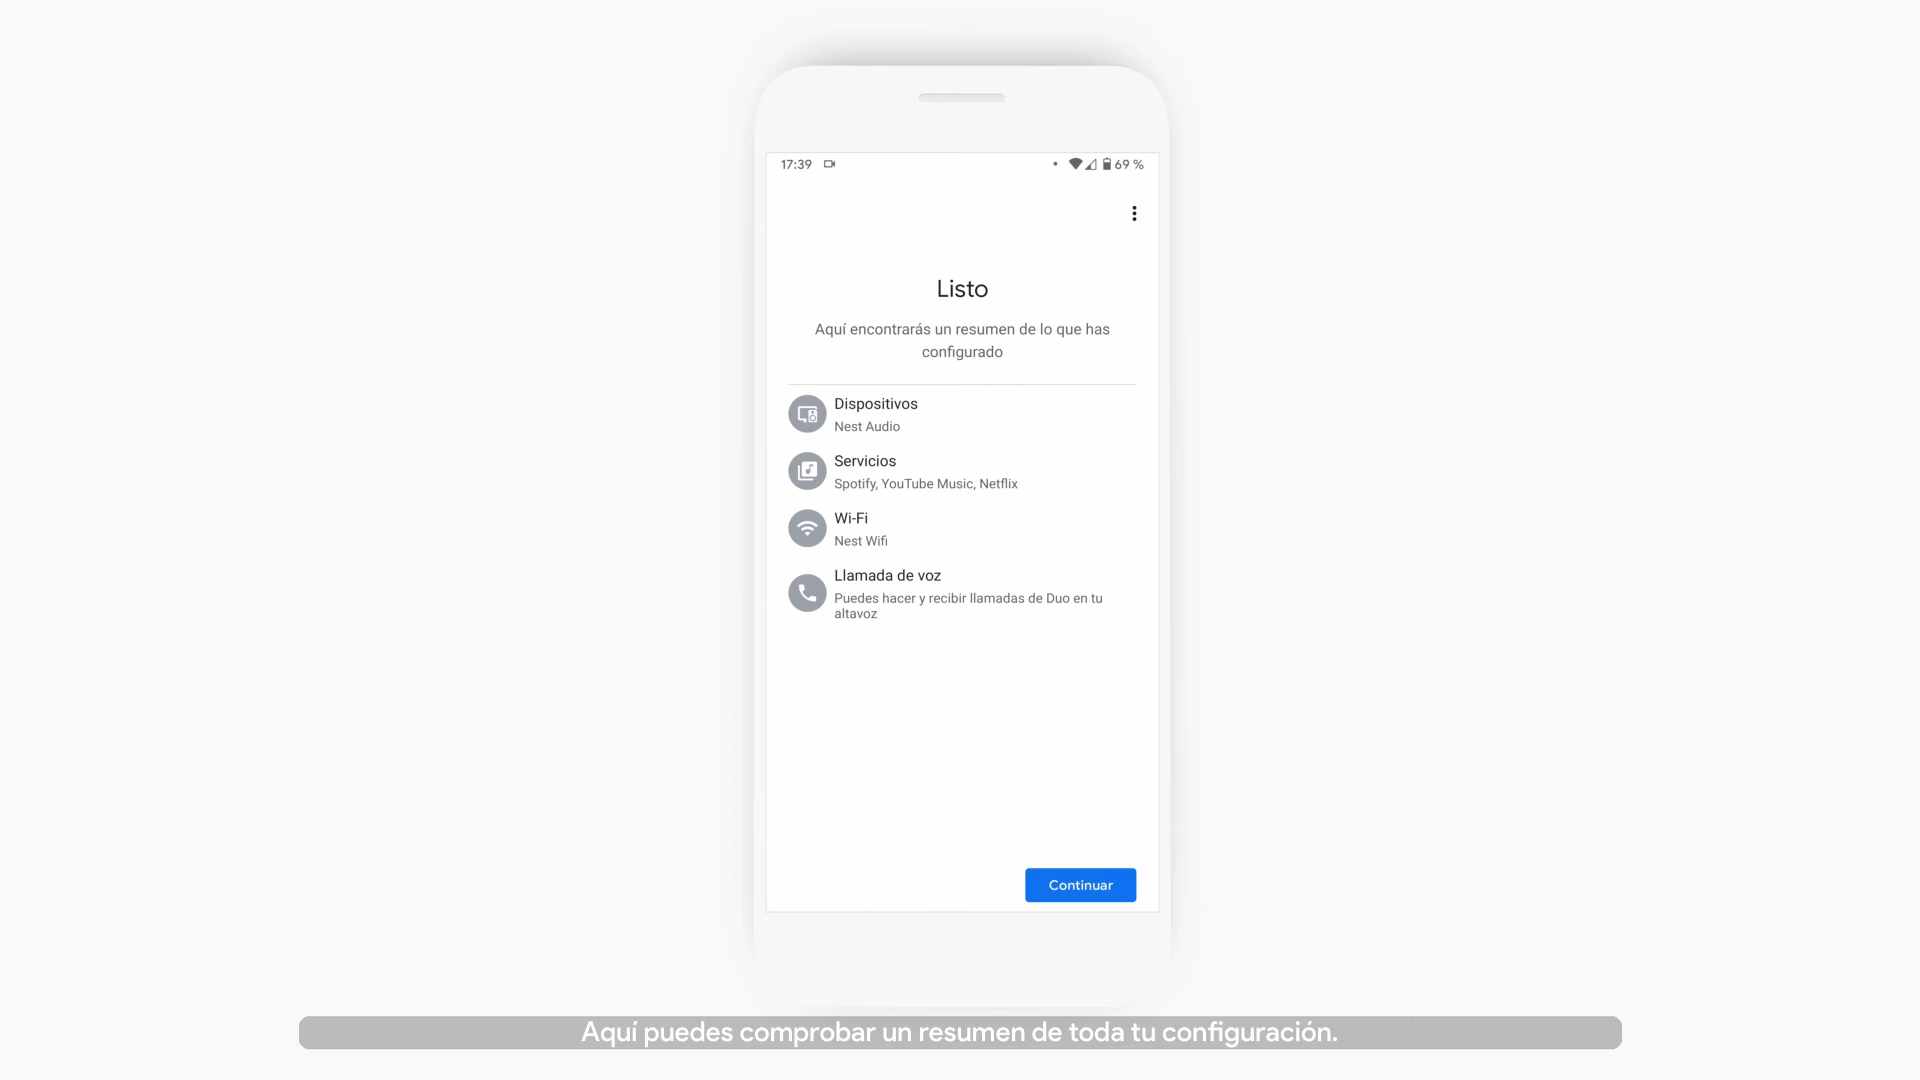 17:39
69 %
Listo
Aquí encontrarás un resumen de lo que has
configurado
Dispositivos
Nest Audio
Servicios
Spotify, YouTube Music, Netflix
Wi-Fi
Nest Wifi
Llamada de voz
Puedes hacer y recibir llamadas de Duo en tu
altavoz
Continuar
Aquí puedes comprobar un resumen de toda tu configuración.